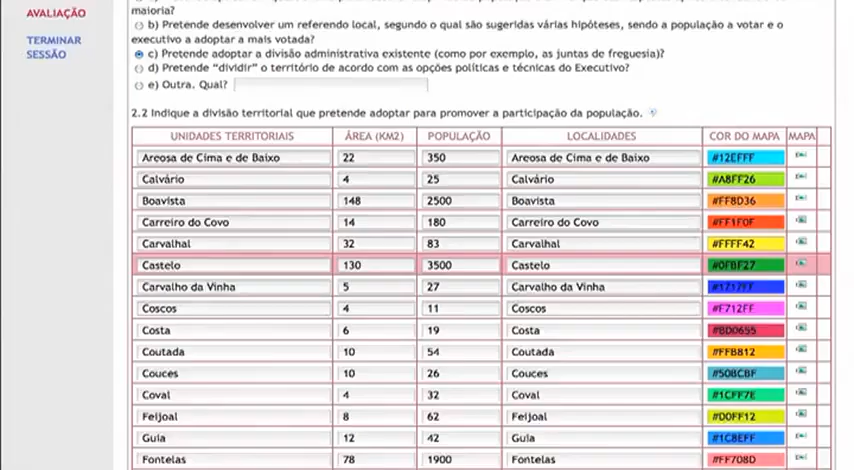 AVALIAÇÃO
TERMINAR
SESSÃO
maioria?
b) Pretende desenvolver um referendo local, segundo o qual são sugeridas várias hipóteses, sendo a população a votar e o
executivo a adoptar a mais votada?
c) Pretende adoptar a divisão administrativa existente (como por exemplo, as juntas de freguesia)?
d) Pretende "dividir" o território de acordo com as opções políticas e técnicas do Executivo?
e) Outra. Qual?
2.2 Indique a divisão territorial que pretende adoptar para promover a participação da população.
UNIDADES TERRITORIAIS ÁREA (KM2) POPULAÇÃO LOCALIDADES COR DO MAPA MAPA
Areosa de Cima e de Baixo 22 350 Areosa de Cima e de Baixo #12EFFF
Calvário 4 25 Calvário #A8FF26
Boavista 148 2500 Boavista #FF8D36
Carreiro do Covo 14 180 Carreiro do Covo #FF1F0F
Carvalhal 32 83 Carvalhal #FFFF42
Castelo 130 3500 Castelo #0FBF27
Carvalho da Vinha 5 27 Carvalho da Vinha #1717FF
Coscos 4 11 Coscos #F712FF
Costa 6 19 Costa #BD0655
Coutada 10 54 Coutada #FFB812
Couces 10 26 Couces #508CBF
Coval 4 32 Coval #1CFF7E
Feijoal 8 62 Feijoal #D0FF12
Guia 12 42 Guia #1C8EFF
Fontelas 78 1900 Fontelas #FF708D